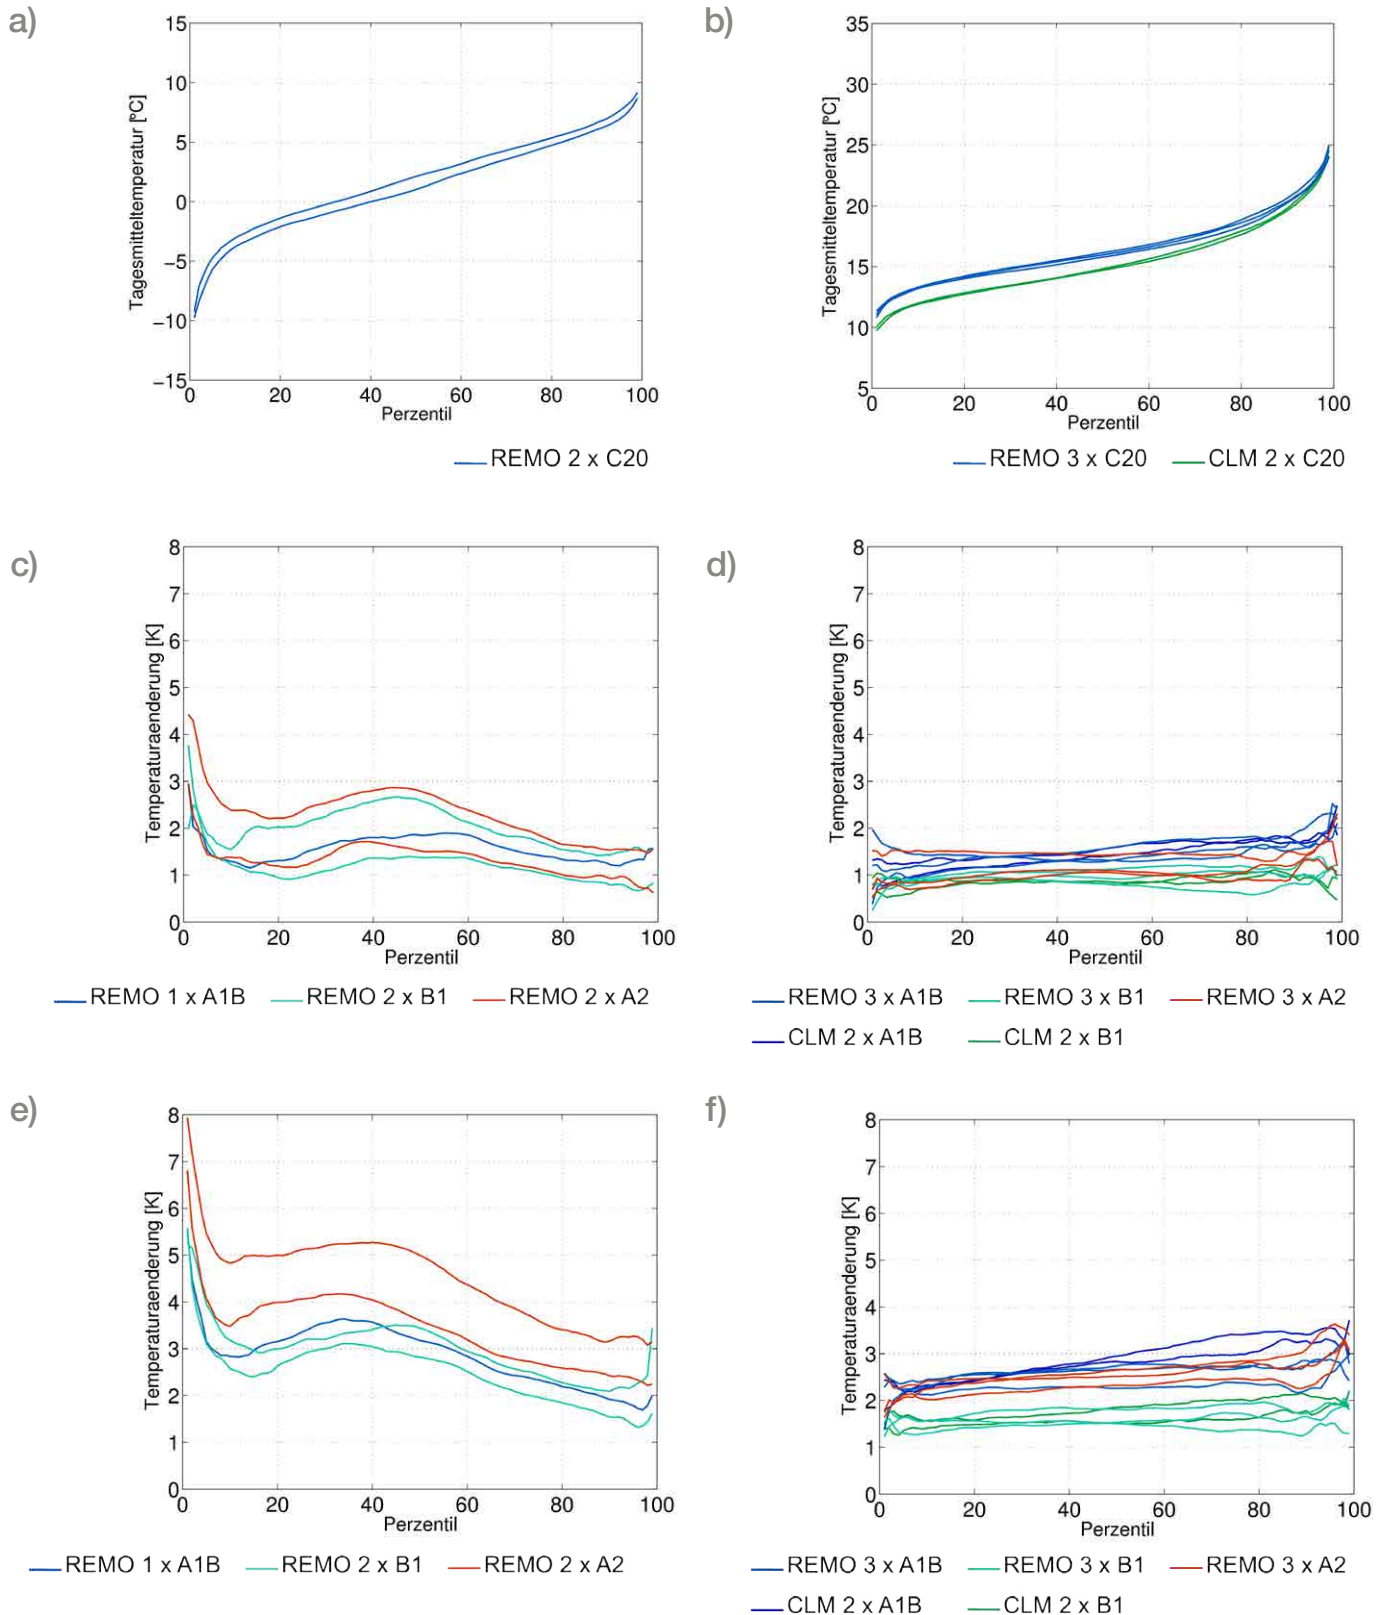 a)
15
10
5
0
−5
−10
−15
Tagesmitteltemperatur [ºC]
0 20 40 60 80 100
Perzentil
REMO 2 x C20
b)
35
30
25
20
15
10
5
Tagesmitteltemperatur [ºC]
0 20 40 60 80 100
Perzentil
REMO 3 x C20 CLM 2 x C20
c)
8
7
6
5
4
3
2
1
0
Temperaturaenderung [K]
0 20 40 60 80 100
Perzentil
REMO 1 x A1B REMO 2 x B1 REMO 2 x A2
d)
8
7
6
5
4
3
2
1
0
Temperaturaenderung [K]
0 20 40 60 80 100
Perzentil
REMO 3 x A1B REMO 3 x B1 REMO 3 x A2
CLM 2 x A1B CLM 2 x B1
e)
8
7
6
5
4
3
2
1
0
Temperaturaenderung [K]
0 20 40 60 80 100
Perzentil
REMO 1 x A1B REMO 2 x B1 REMO 2 x A2
f)
8
7
6
5
4
3
2
1
0
Temperaturaenderung [K]
0 20 40 60 80 100
Perzentil
REMO 3 x A1B REMO 3 x B1 REMO 3 x A2
CLM 2 x A1B CLM 2 x B1